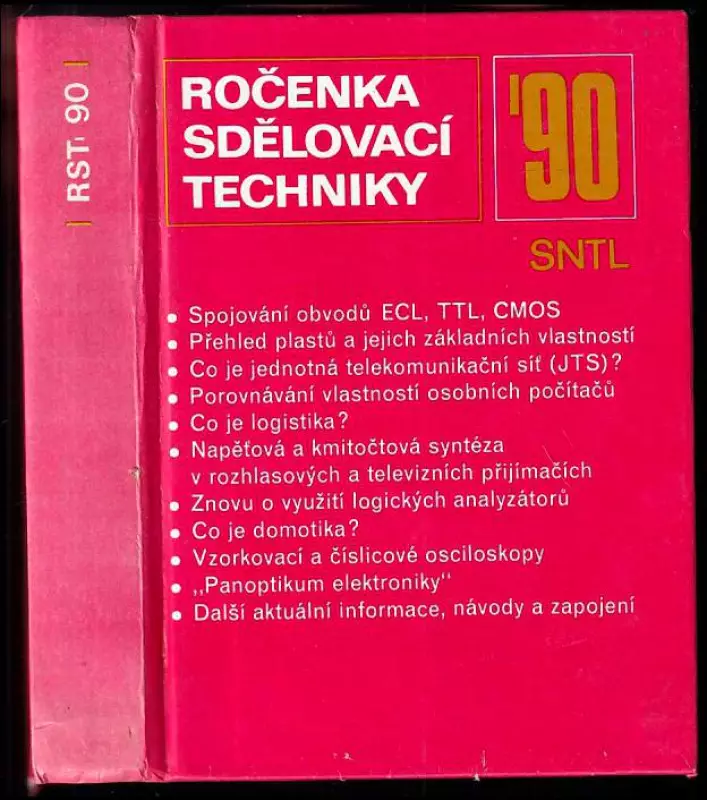 RST '90
ROČENKA
SDĚLOVACÍ
TECHNIKY
'90
SNTL
• Spojování obvodů ECL, TTL, CMOS
• Přehled plastů a jejich základních vlastností
• Co je jednotná telekomunikační síť (JTS)?
• Porovnávání vlastností osobních počítačů
• Co je logistika?
• Napěťová a kmitočtová syntéza
v rozhlasových a televizních přijímačích
• Znovu o využití logických analyzátorů
• Co je domotika?
• Vzorkovací a číslicové osciloskopy
• „Panoptikum elektroniky“
• Další aktuální informace, návody a zapojení